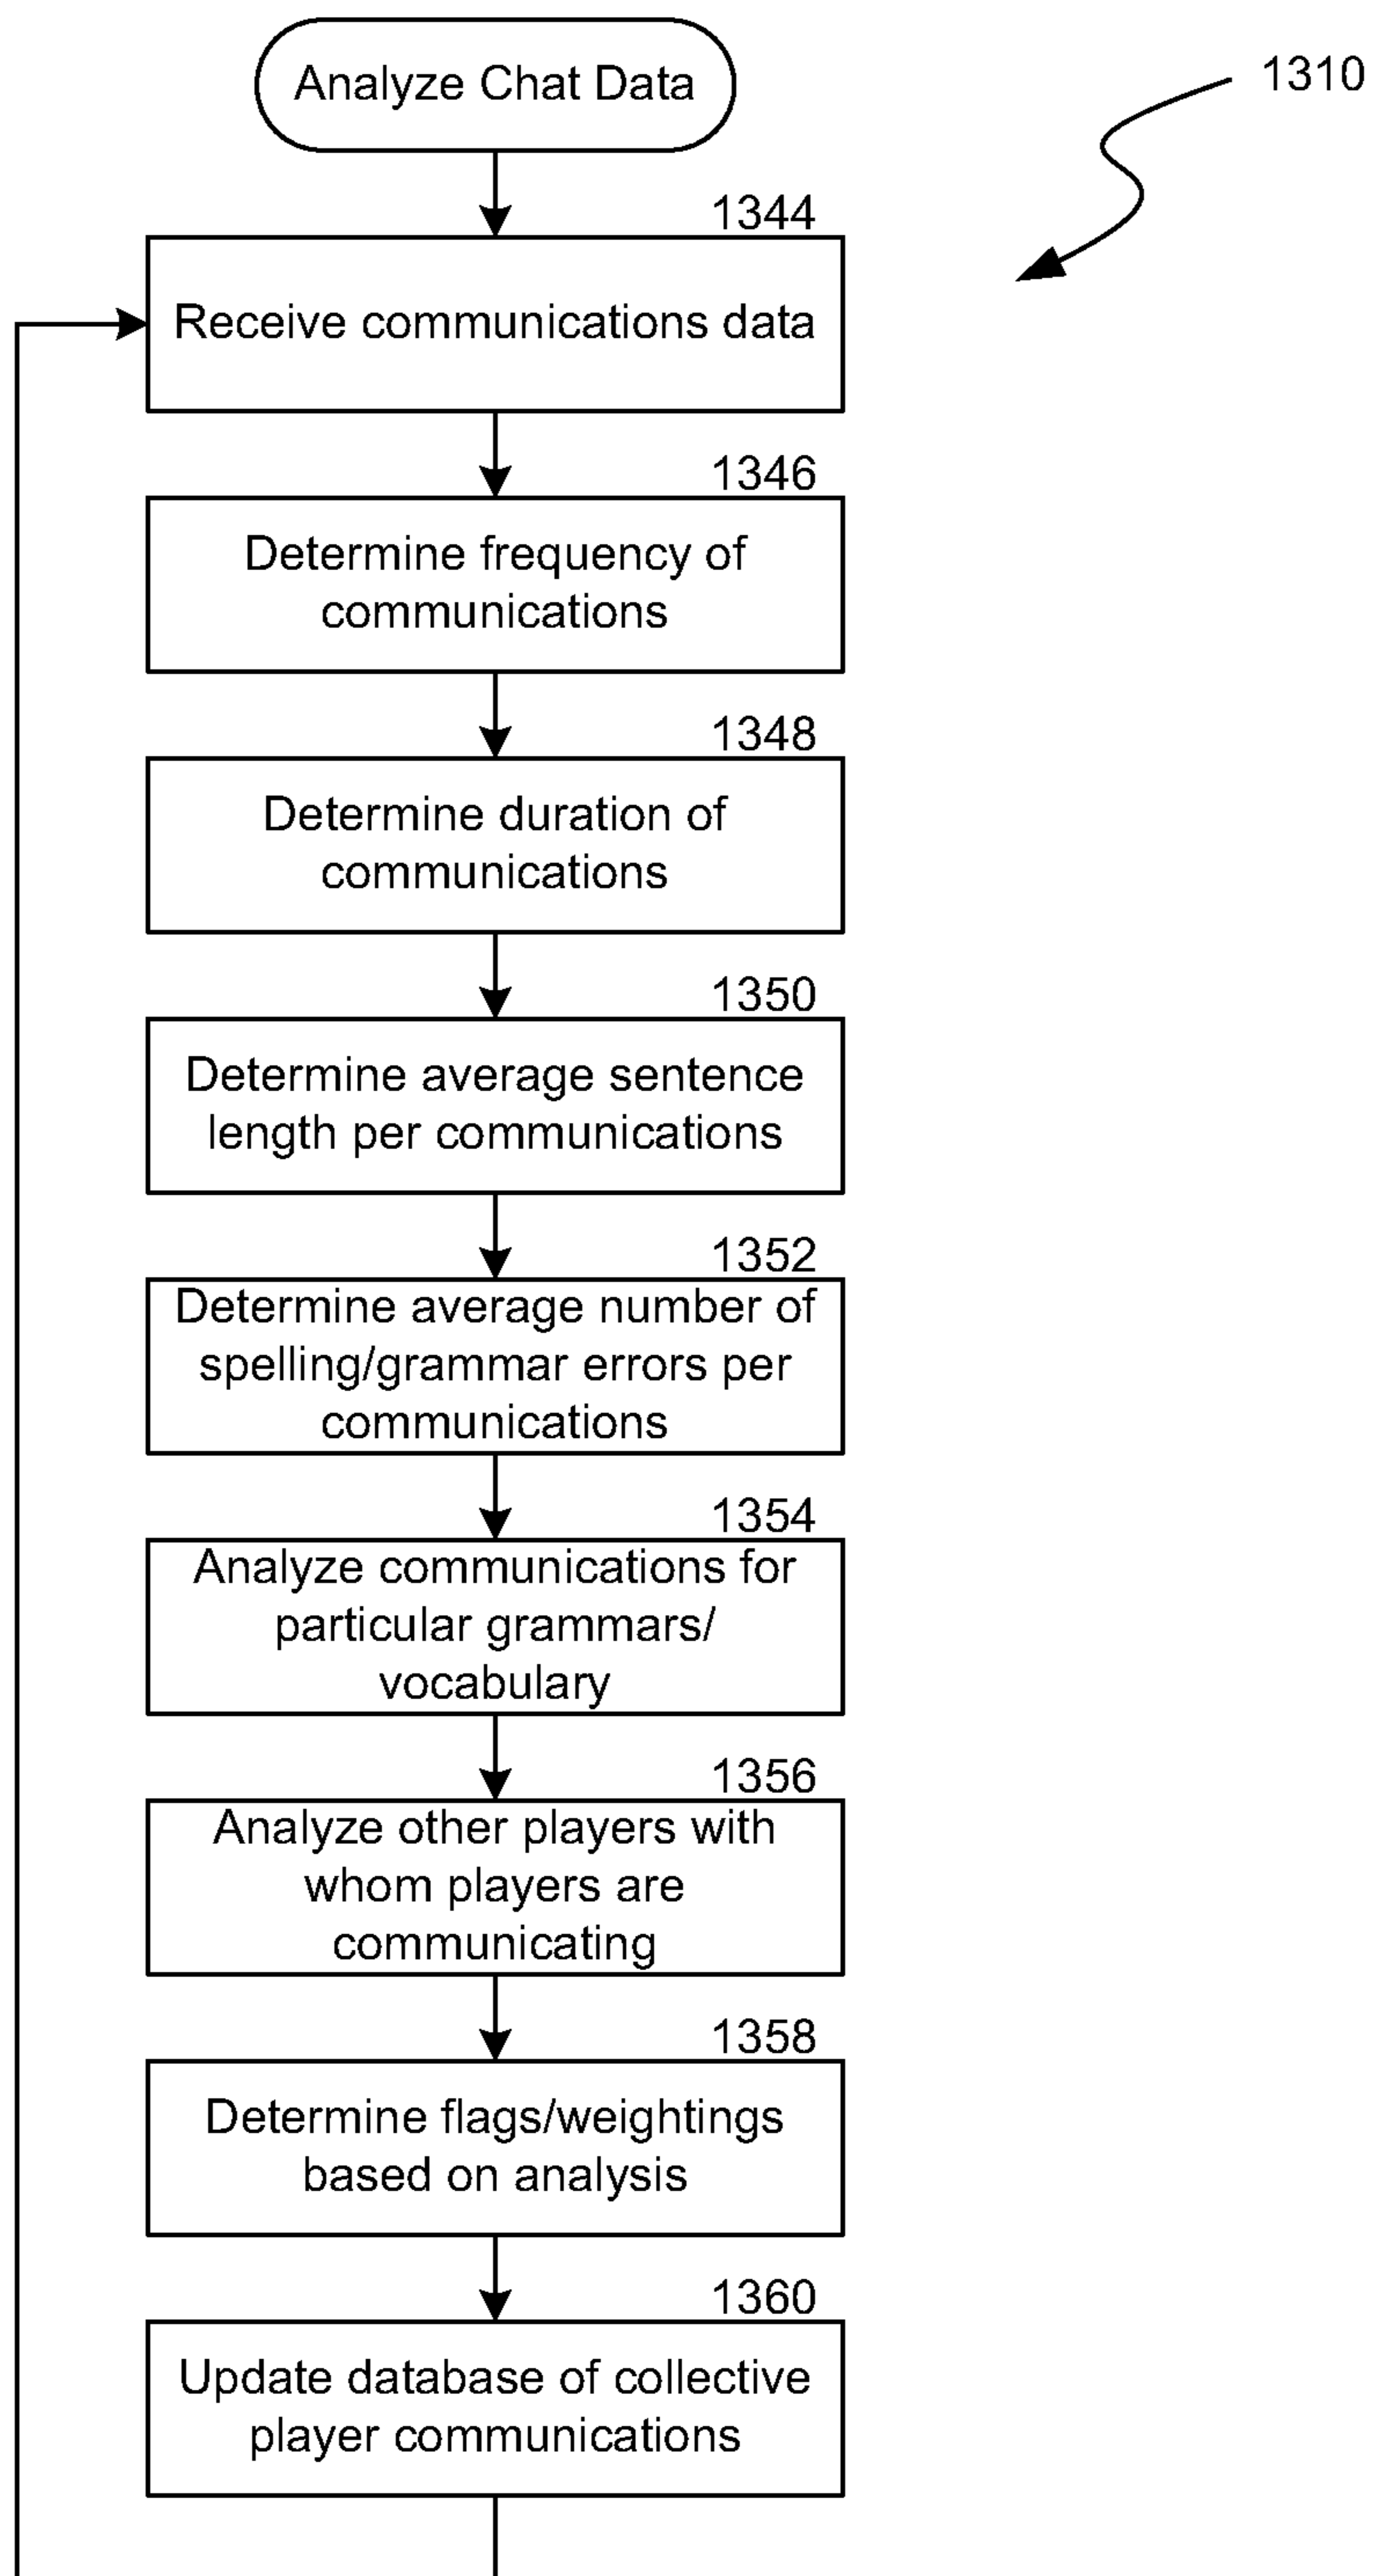 Analyze Chat Data
1310
1344
Receive communications data
1346
Determine frequency of
communications
1348
Determine duration of
communications
1350
Determine average sentence
length per communications
1352
Determine average number of
spelling/grammar errors per
communications
1354
Analyze communications for
particular grammars/
vocabulary
1356
Analyze other players with
whom players are
communicating
1358
Determine flags/weightings
based on analysis
1360
Update database of collective
player communications